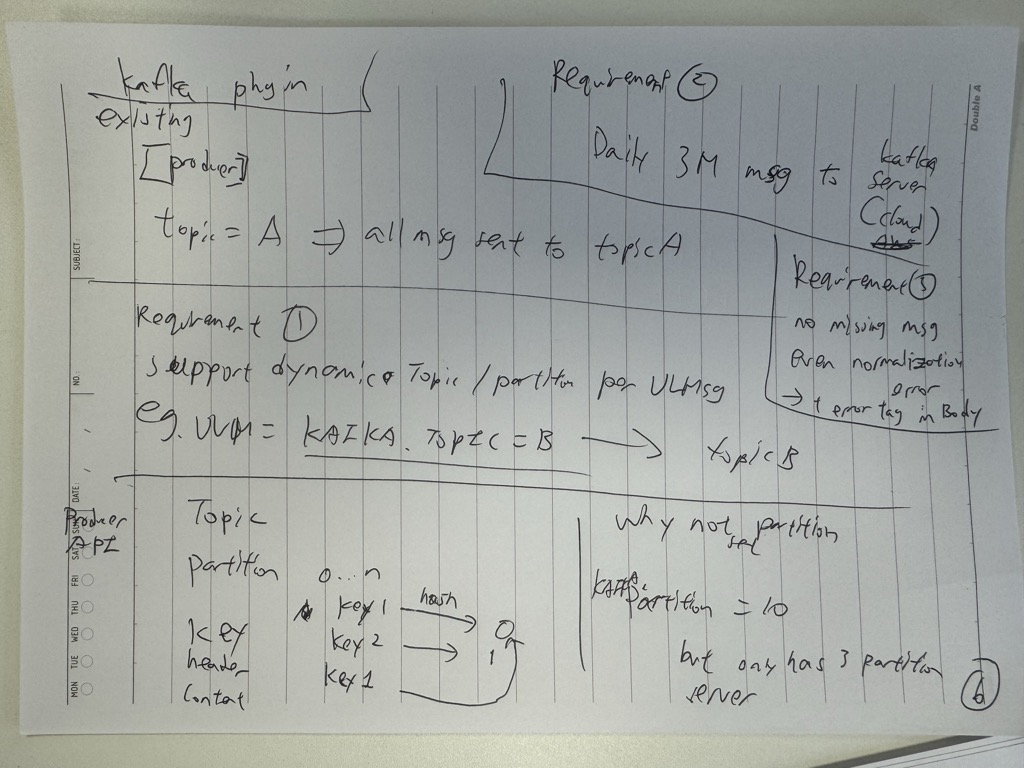 Kafka plugin
existing
[producer]
topic = A ⇒ all msg sent to topic A
Requirement ②
Daily 3M msg to kafka
server
(cloud)
Requirement ③
no missing msg
even normalization
error
→ + error tag in Body
Requirement ①
support dynamic Topic / partition per ULMsg
eg. ULM = KAFKA.TOPIC = B → topic B
Producer
API
Topic
partition 0...n
key 1 hash → 0
key key 2 → 1
header key 1
content
Why not set partition
partition = 10
but only has 3 partition
server
6
Double A
SUBJECT:
NO:
DATE:
SUN
SAT
FRI
THU
WED
TUE
MON